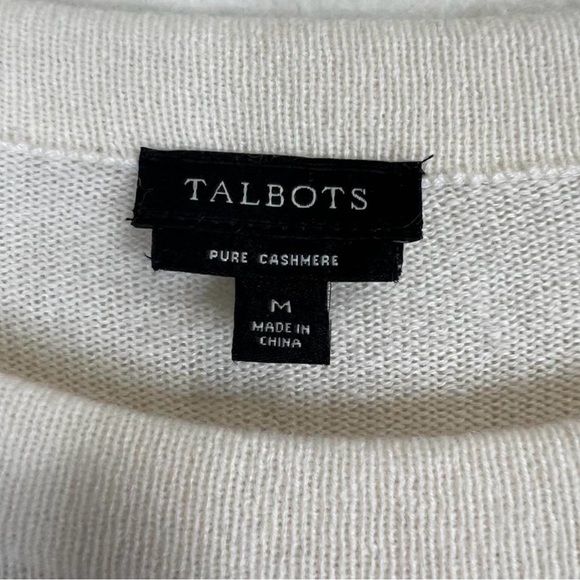 TALBOTS
PURE CASHMERE
M
MADE IN
CHINA